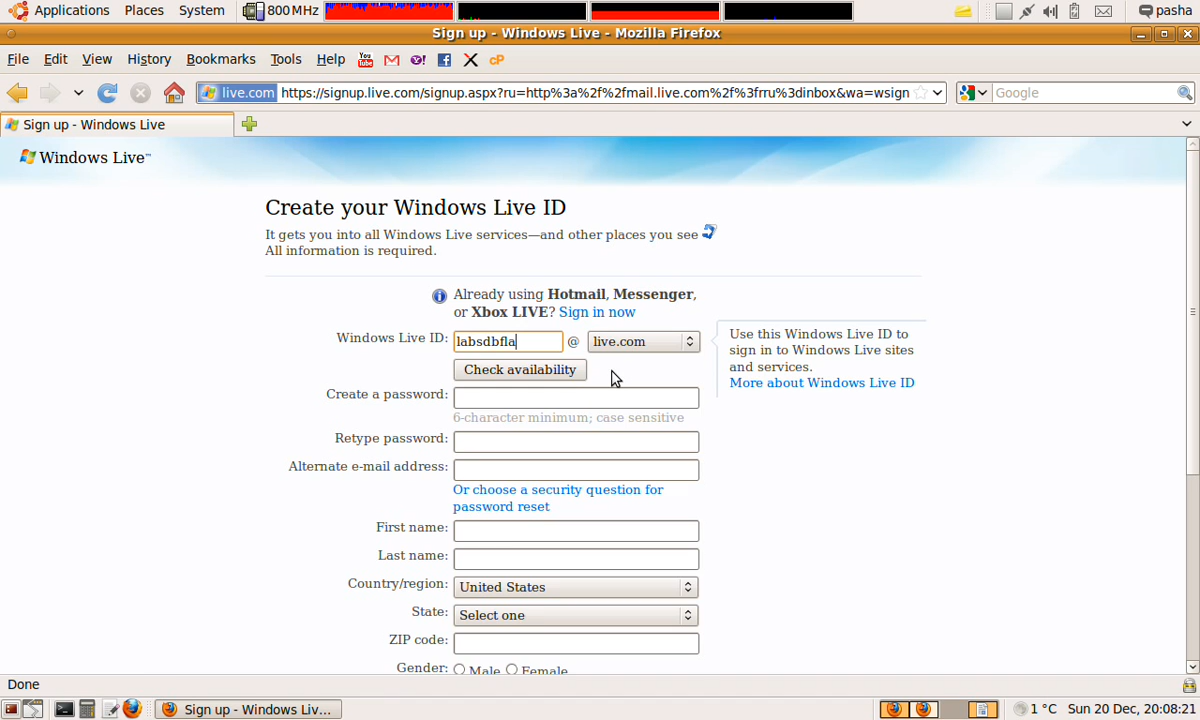 Applications Places System 800 MHz pasha
Sign up - Windows Live - Mozilla Firefox
File Edit View History Bookmarks Tools Help You Tube f X cP
live.com https://signup.live.com/signup.aspx?ru=http%3a%2f%2fmail.live.com%2f%3frru%3dinbox&wa=wsign Google
Sign up - Windows Live
Windows Live™
Create your Windows Live ID
It gets you into all Windows Live services—and other places you see
All information is required.
Already using Hotmail, Messenger,
or Xbox LIVE? Sign in now
Windows Live ID: labsdbfla @ live.com
Check availability
Use this Windows Live ID to
sign in to Windows Live sites
and services.
More about Windows Live ID
Create a password:
6-character minimum; case sensitive
Retype password:
Alternate e-mail address:
Or choose a security question for
password reset
First name:
Last name:
Country/region: United States
State: Select one
ZIP code:
Gender: Male Female
Done
Sign up - Windows Liv... 1 °C Sun 20 Dec, 20:08:21